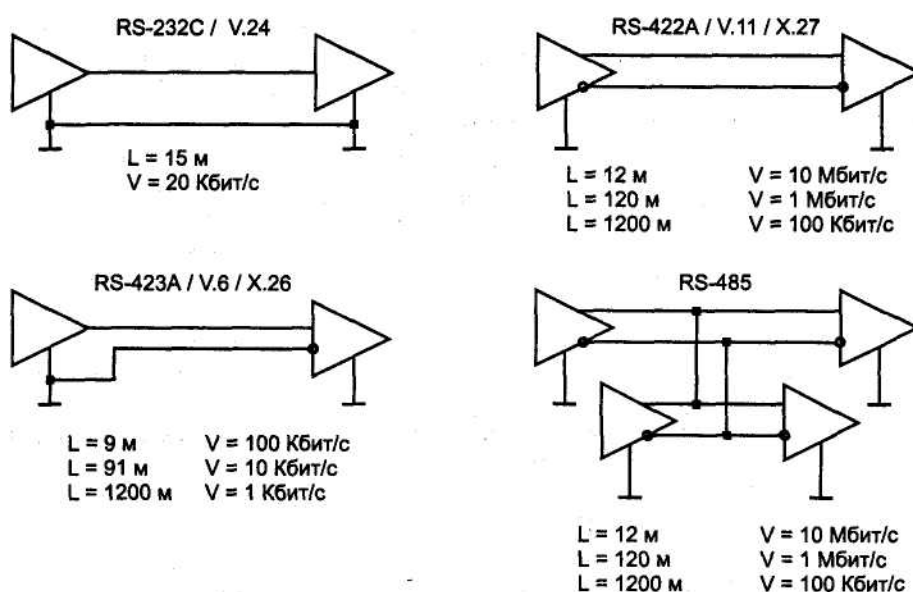 RS-232C / V.24
L = 15 м
V = 20 Кбит/с
RS-422A / V.11 / X.27
L = 12 м V = 10 Мбит/с
L = 120 м V = 1 Мбит/с
L = 1200 м V = 100 Кбит/с
RS-423A / V.6 / X.26
L = 9 м V = 100 Кбит/с
L = 91 м V = 10 Кбит/с
L = 1200 м V = 1 Кбит/с
RS-485
L = 12 м V = 10 Мбит/с
L = 120 м V = 1 Мбит/с
L = 1200 м V = 100 Кбит/с